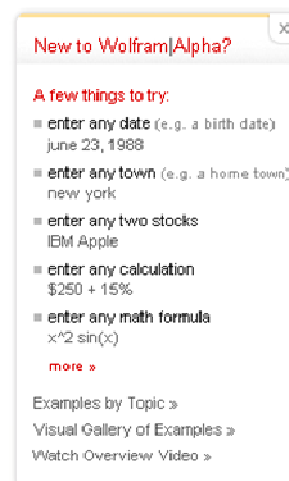 New to Wolfram|Alpha?
A few things to try:
enter any date (e.g. a birth date)
june 23, 1988
enter any town (e.g. a home town)
new york
enter any two stocks
IBM Apple
enter any calculation
$250 + 15%
enter any math formula
x^2 sin(x)
more »
Examples by Topic »
Visual Gallery of Examples »
Watch Overview Video »